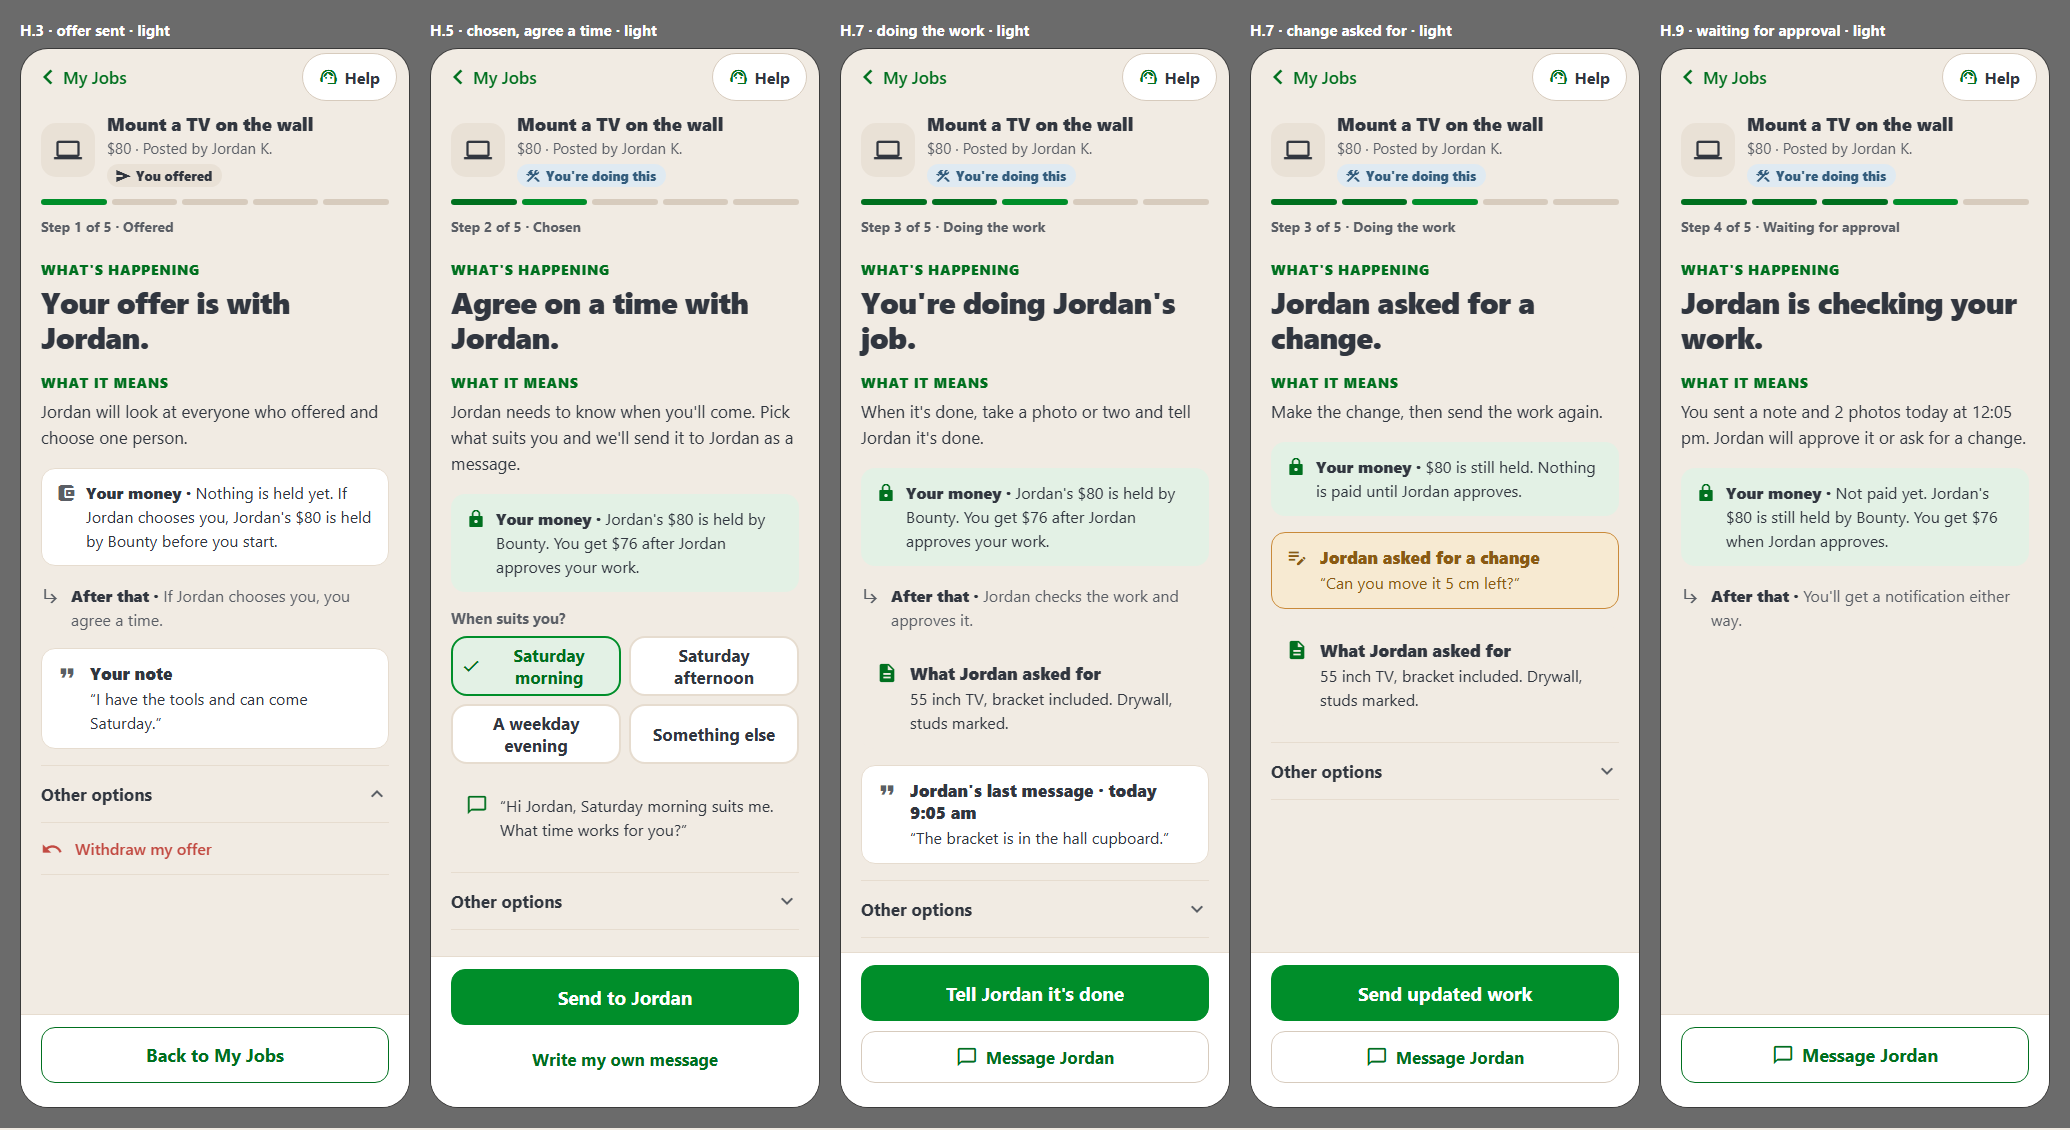 H.3 · offer sent · light
My Jobs
Help
Mount a TV on the wall
$80 · Posted by Jordan K.
You offered
Step 1 of 5 · Offered
WHAT'S HAPPENING
Your offer is with
Jordan.
WHAT IT MEANS
Jordan will look at everyone who offered and
choose one person.
Your money · Nothing is held yet. If
Jordan chooses you, Jordan's $80 is held
by Bounty before you start.
After that · If Jordan chooses you, you
agree a time.
Your note
“I have the tools and can come
Saturday.”
Other options
Withdraw my offer
Back to My Jobs
H.5 · chosen, agree a time · light
My Jobs
Help
Mount a TV on the wall
$80 · Posted by Jordan K.
You're doing this
Step 2 of 5 · Chosen
WHAT'S HAPPENING
Agree on a time with
Jordan.
WHAT IT MEANS
Jordan needs to know when you'll come. Pick
what suits you and we'll send it to Jordan as a
message.
Your money · Jordan's $80 is held by
Bounty. You get $76 after Jordan
approves your work.
When suits you?
Saturday
morning
Saturday
afternoon
A weekday
evening
Something else
“Hi Jordan, Saturday morning suits me.
What time works for you?”
Other options
Send to Jordan
Write my own message
H.7 · doing the work · light
My Jobs
Help
Mount a TV on the wall
$80 · Posted by Jordan K.
You're doing this
Step 3 of 5 · Doing the work
WHAT'S HAPPENING
You're doing Jordan's
job.
WHAT IT MEANS
When it's done, take a photo or two and tell
Jordan it's done.
Your money · Jordan's $80 is held by
Bounty. You get $76 after Jordan
approves your work.
After that · Jordan checks the work and
approves it.
What Jordan asked for
55 inch TV, bracket included. Drywall,
studs marked.
Jordan's last message · today
9:05 am
“The bracket is in the hall cupboard.”
Other options
Tell Jordan it's done
Message Jordan
H.7 · change asked for · light
My Jobs
Help
Mount a TV on the wall
$80 · Posted by Jordan K.
You're doing this
Step 3 of 5 · Doing the work
WHAT'S HAPPENING
Jordan asked for a
change.
WHAT IT MEANS
Make the change, then send the work again.
Your money · $80 is still held. Nothing
is paid until Jordan approves.
Jordan asked for a change
“Can you move it 5 cm left?”
What Jordan asked for
55 inch TV, bracket included. Drywall,
studs marked.
Other options
Send updated work
Message Jordan
H.9 · waiting for approval · light
My Jobs
Help
Mount a TV on the wall
$80 · Posted by Jordan K.
You're doing this
Step 4 of 5 · Waiting for approval
WHAT'S HAPPENING
Jordan is checking your
work.
WHAT IT MEANS
You sent a note and 2 photos today at 12:05
pm. Jordan will approve it or ask for a change.
Your money · Not paid yet. Jordan's
$80 is still held by Bounty. You get $76
when Jordan approves.
After that · You'll get a notification either
way.
Message Jordan